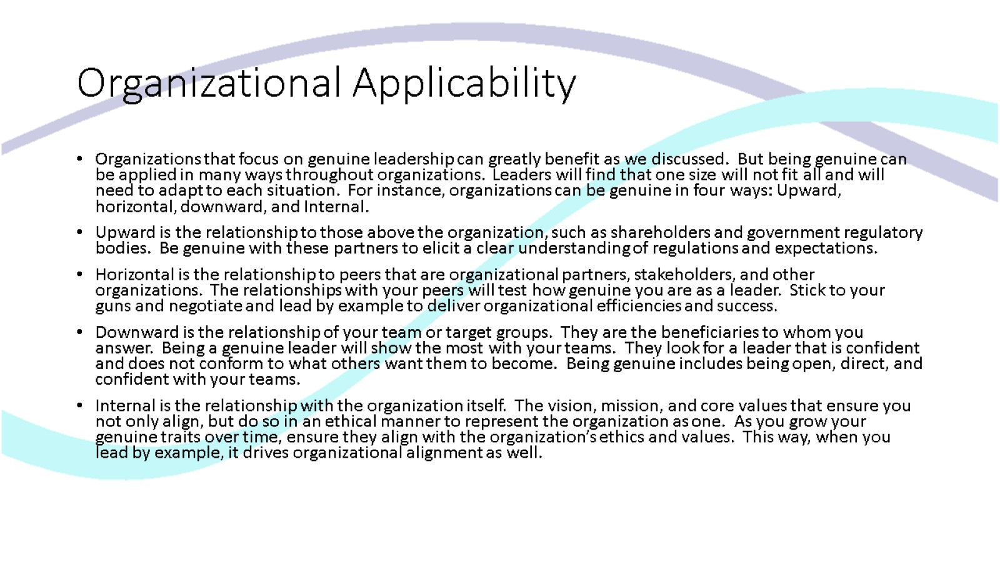 Organizational Applicability
• Organizations that focus on genuine leadership can greatly benefit as we discussed.  But being genuine can
be applied in many ways throughout organizations.  Leaders will find that one size will not fit all and will
need to adapt to each situation.  For instance, organizations can be genuine in four ways: Upward,
horizontal, downward, and Internal.
• Upward is the relationship to those above the organization, such as shareholders and government regulatory
bodies.  Be genuine with these partners to elicit a clear understanding of regulations and expectations.
• Horizontal is the relationship to peers that are organizational partners, stakeholders, and other
organizations.  The relationships with your peers will test how genuine you are as a leader.  Stick to your
guns and negotiate and lead by example to deliver organizational efficiencies and success.
• Downward is the relationship of your team or target groups.  They are the beneficiaries to whom you
answer.  Being a genuine leader will show the most with your teams.  They look for a leader that is confident
and does not conform to what others want them to become.  Being genuine includes being open, direct, and
confident with your teams.
• Internal is the relationship with the organization itself.  The vision, mission, and core values that ensure you
not only align, but do so in an ethical manner to represent the organization as one.  As you grow your
genuine traits over time, ensure they align with the organization’s ethics and values.  This way, when you
lead by example, it drives organizational alignment as well.